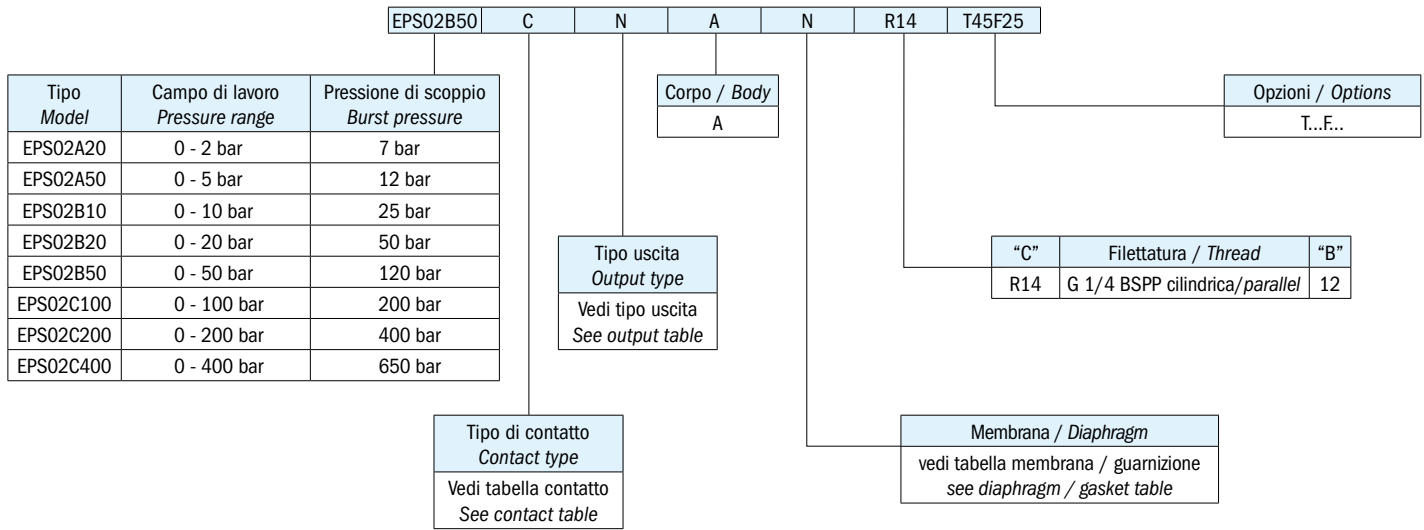 EPS02B50 C N A N R14 T45F25
Tipo Campo di lavoro Pressione di scoppio
Model Pressure range Burst pressure
EPS02A20 0 - 2 bar 7 bar
EPS02A50 0 - 5 bar 12 bar
EPS02B10 0 - 10 bar 25 bar
EPS02B20 0 - 20 bar 50 bar
EPS02B50 0 - 50 bar 120 bar
EPS02C100 0 - 100 bar 200 bar
EPS02C200 0 - 200 bar 400 bar
EPS02C400 0 - 400 bar 650 bar
Corpo / Body
A
Opzioni / Options
T...F...
Tipo uscita
Output type
Vedi tipo uscita
See output table
“C” Filettatura / Thread “B”
R14 G 1/4 BSPP cilindrica/parallel 12
Tipo di contatto
Contact type
Vedi tabella contatto
See contact table
Membrana / Diaphragm
vedi tabella membrana / guarnizione
see diaphragm / gasket table